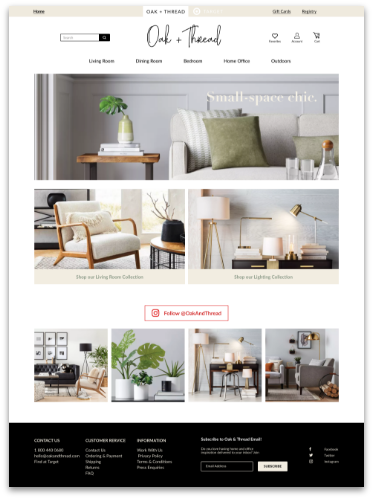 Home
OAK + THREAD
Gift Cards
Registry
Search
Oak + Thread
Favorites
Account
Cart
Living Room
Dining Room
Bedroom
Home Office
Outdoors
Small-space chic.
Shop our Living Room Collection
Shop our Lighting Collection
Follow @OakAndThread
CONTACT US
1 800 440 0680
hello@oakandthread.com
Find at Target
CUSTOMER SERVICE
Contact Us
Ordering & Payment
Shipping
Returns
FAQ
INFORMATION
Work With Us
Privacy Policy
Terms & Conditions
Press Enquiries
Subscribe to Oak & Thread Email!
Email Address
SUBSCRIBE
Facebook
Twitter
Instagram